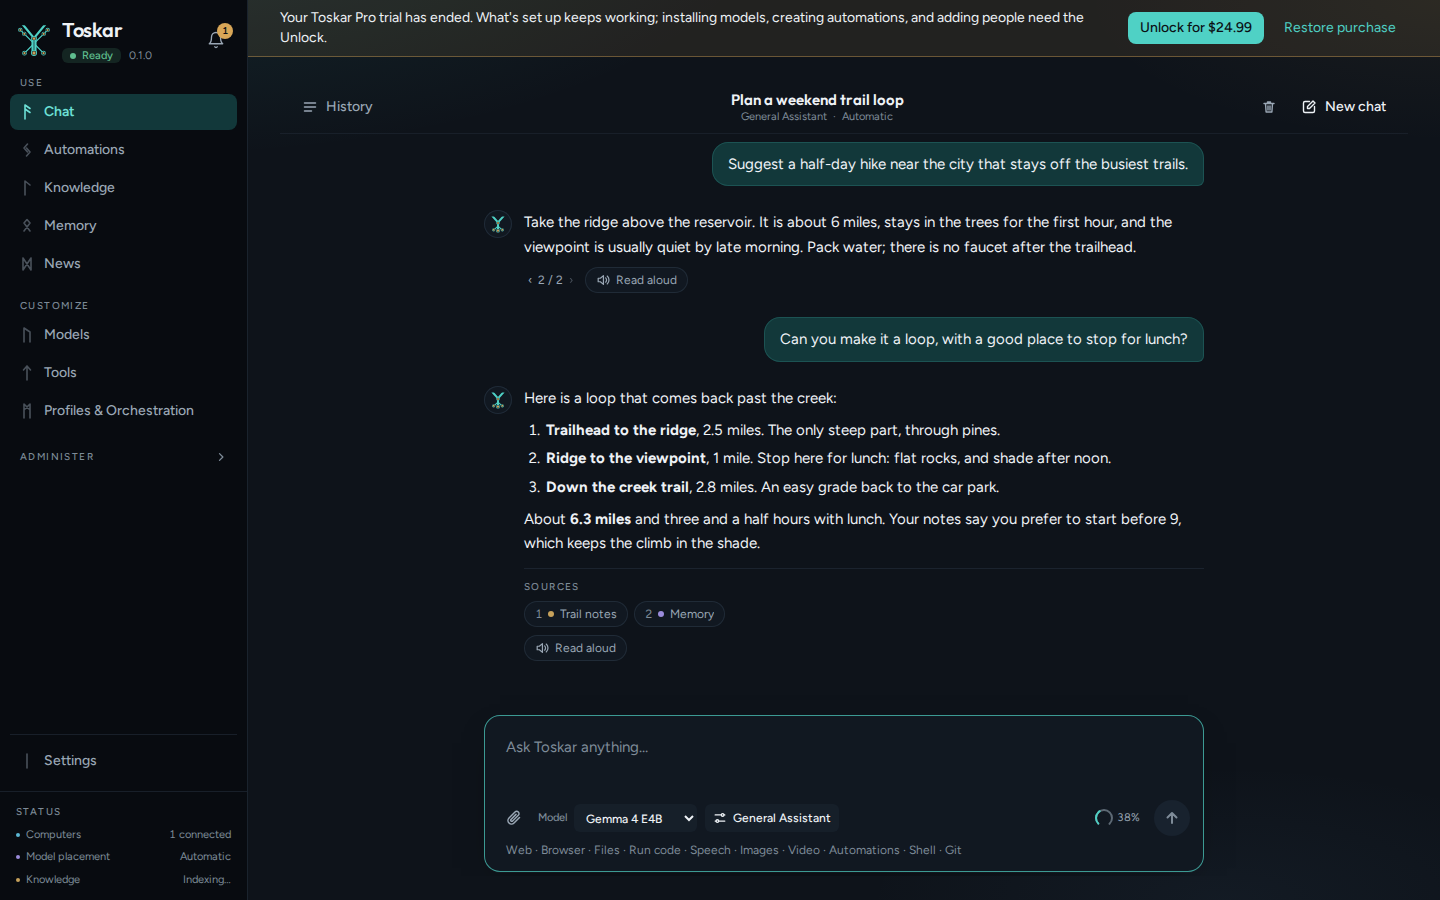 Toskar
Ready 0.1.0
1
USE
Chat
Automations
Knowledge
Memory
News
CUSTOMIZE
Models
Tools
Profiles & Orchestration
ADMINISTER
Settings
STATUS
Computers 1 connected
Model placement Automatic
Knowledge Indexing...
Your Toskar Pro trial has ended. What's set up keeps working; installing models, creating automations, and adding people need the
Unlock.
Unlock for $24.99
Restore purchase
History
Plan a weekend trail loop
General Assistant · Automatic
New chat
Suggest a half-day hike near the city that stays off the busiest trails.
Take the ridge above the reservoir. It is about 6 miles, stays in the trees for the first hour, and the
viewpoint is usually quiet by late morning. Pack water; there is no faucet after the trailhead.
‹ 2 / 2 › Read aloud
Can you make it a loop, with a good place to stop for lunch?
Here is a loop that comes back past the creek:
1. Trailhead to the ridge, 2.5 miles. The only steep part, through pines.
2. Ridge to the viewpoint, 1 mile. Stop here for lunch: flat rocks, and shade after noon.
3. Down the creek trail, 2.8 miles. An easy grade back to the car park.
About 6.3 miles and three and a half hours with lunch. Your notes say you prefer to start before 9,
which keeps the climb in the shade.
SOURCES
1 Trail notes 2 Memory
Read aloud
Ask Toskar anything...
Model Gemma 4 E4B General Assistant 38%
Web · Browser · Files · Run code · Speech · Images · Video · Automations · Shell · Git